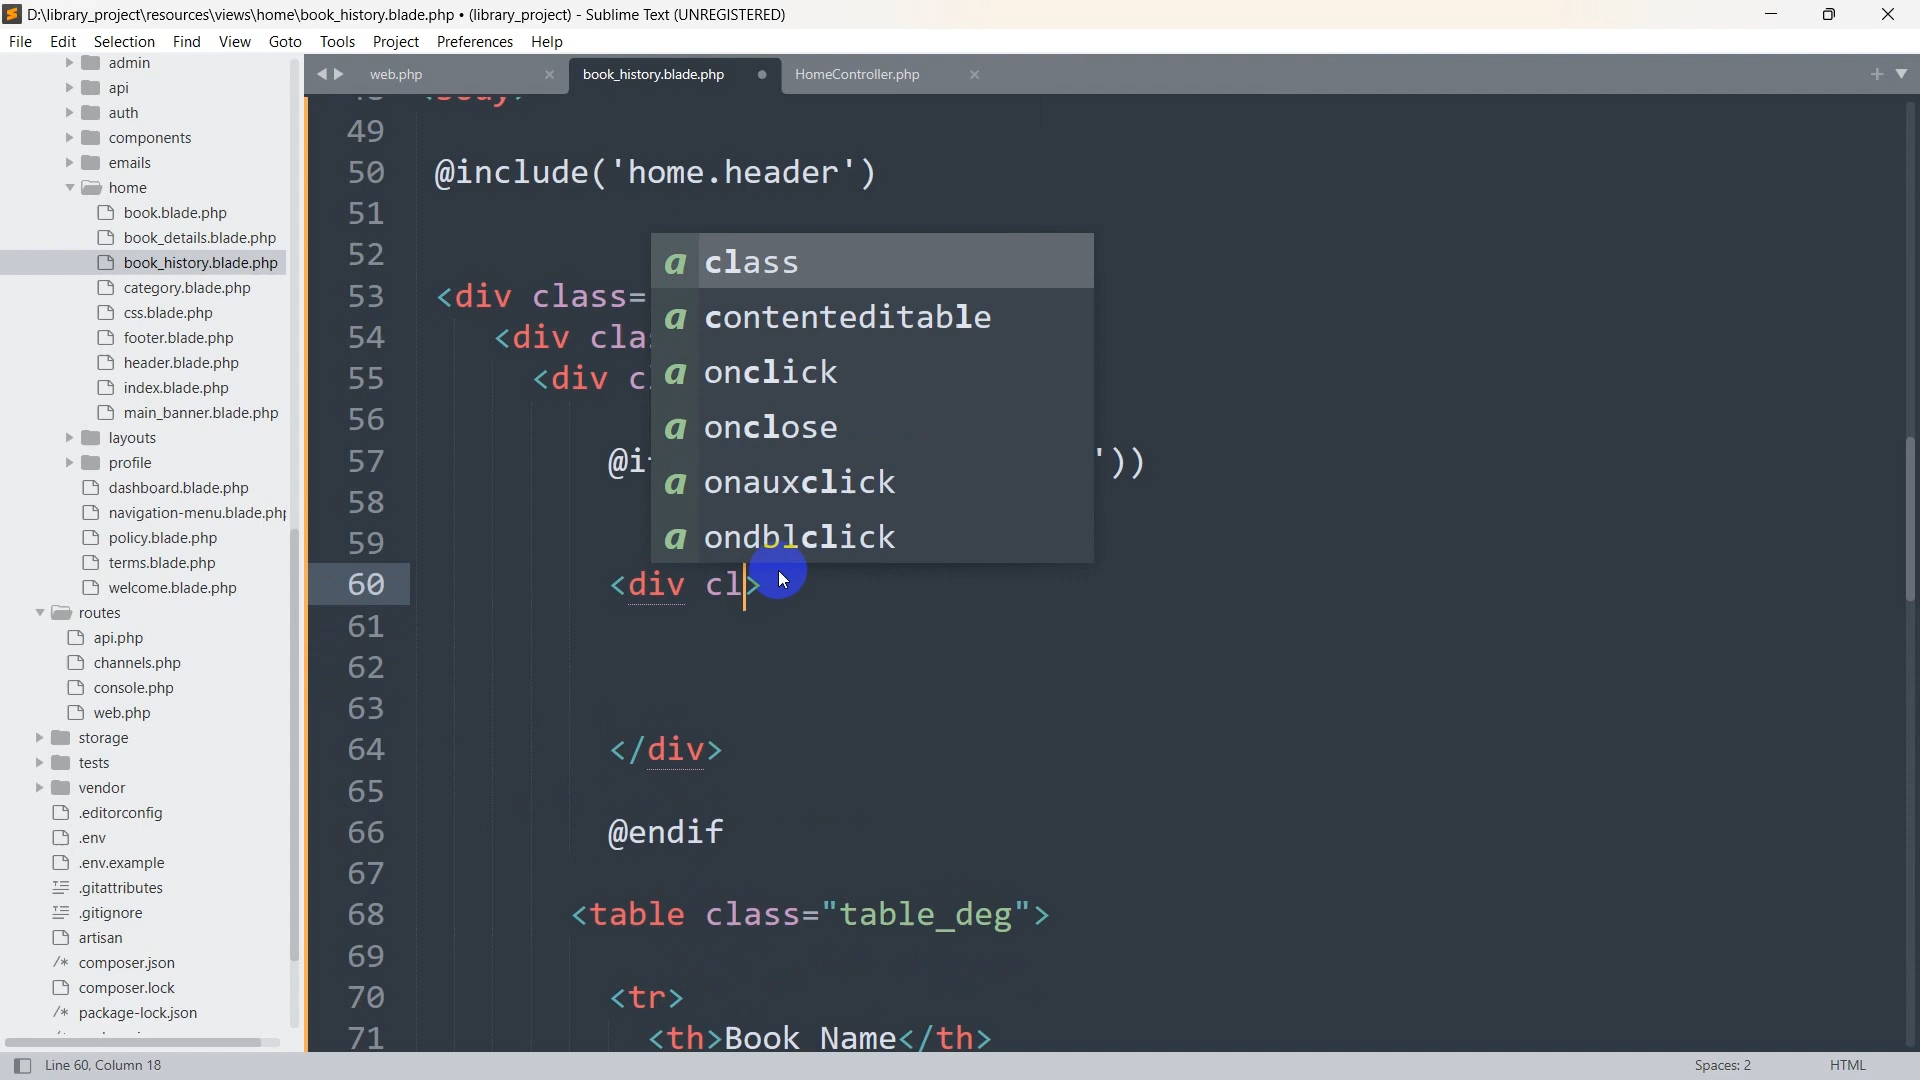 D:\library_project\resources\views\home\book_history.blade.php • (library_project) - Sublime Text (UNREGISTERED)
File Edit Selection Find View Goto Tools Project Preferences Help
admin
api
auth
components
emails
home
book.blade.php
book_details.blade.php
book_history.blade.php
category.blade.php
css.blade.php
footer.blade.php
header.blade.php
index.blade.php
main_banner.blade.php
layouts
profile
dashboard.blade.php
navigation-menu.blade.php
policy.blade.php
terms.blade.php
welcome.blade.php
routes
api.php
channels.php
console.php
web.php
storage
tests
vendor
.editorconfig
.env
.env.example
.gitattributes
.gitignore
artisan
composer.json
composer.lock
package-lock.json
web.php book_history.blade.php HomeController.php
49
50 @include('home.header')
51
52
53 <div class=
54 <div cla
55 <div c
56
57 @i '))
58
59
60 <div cl>
61
62
63
64 </div>
65
66 @endif
67
68 <table class="table_deg">
69
70 <tr>
71 <th>Book Name</th>
a class
a contenteditable
a onclick
a onclose
a onauxclick
a ondblclick
Line 60, Column 18 Spaces: 2 HTML